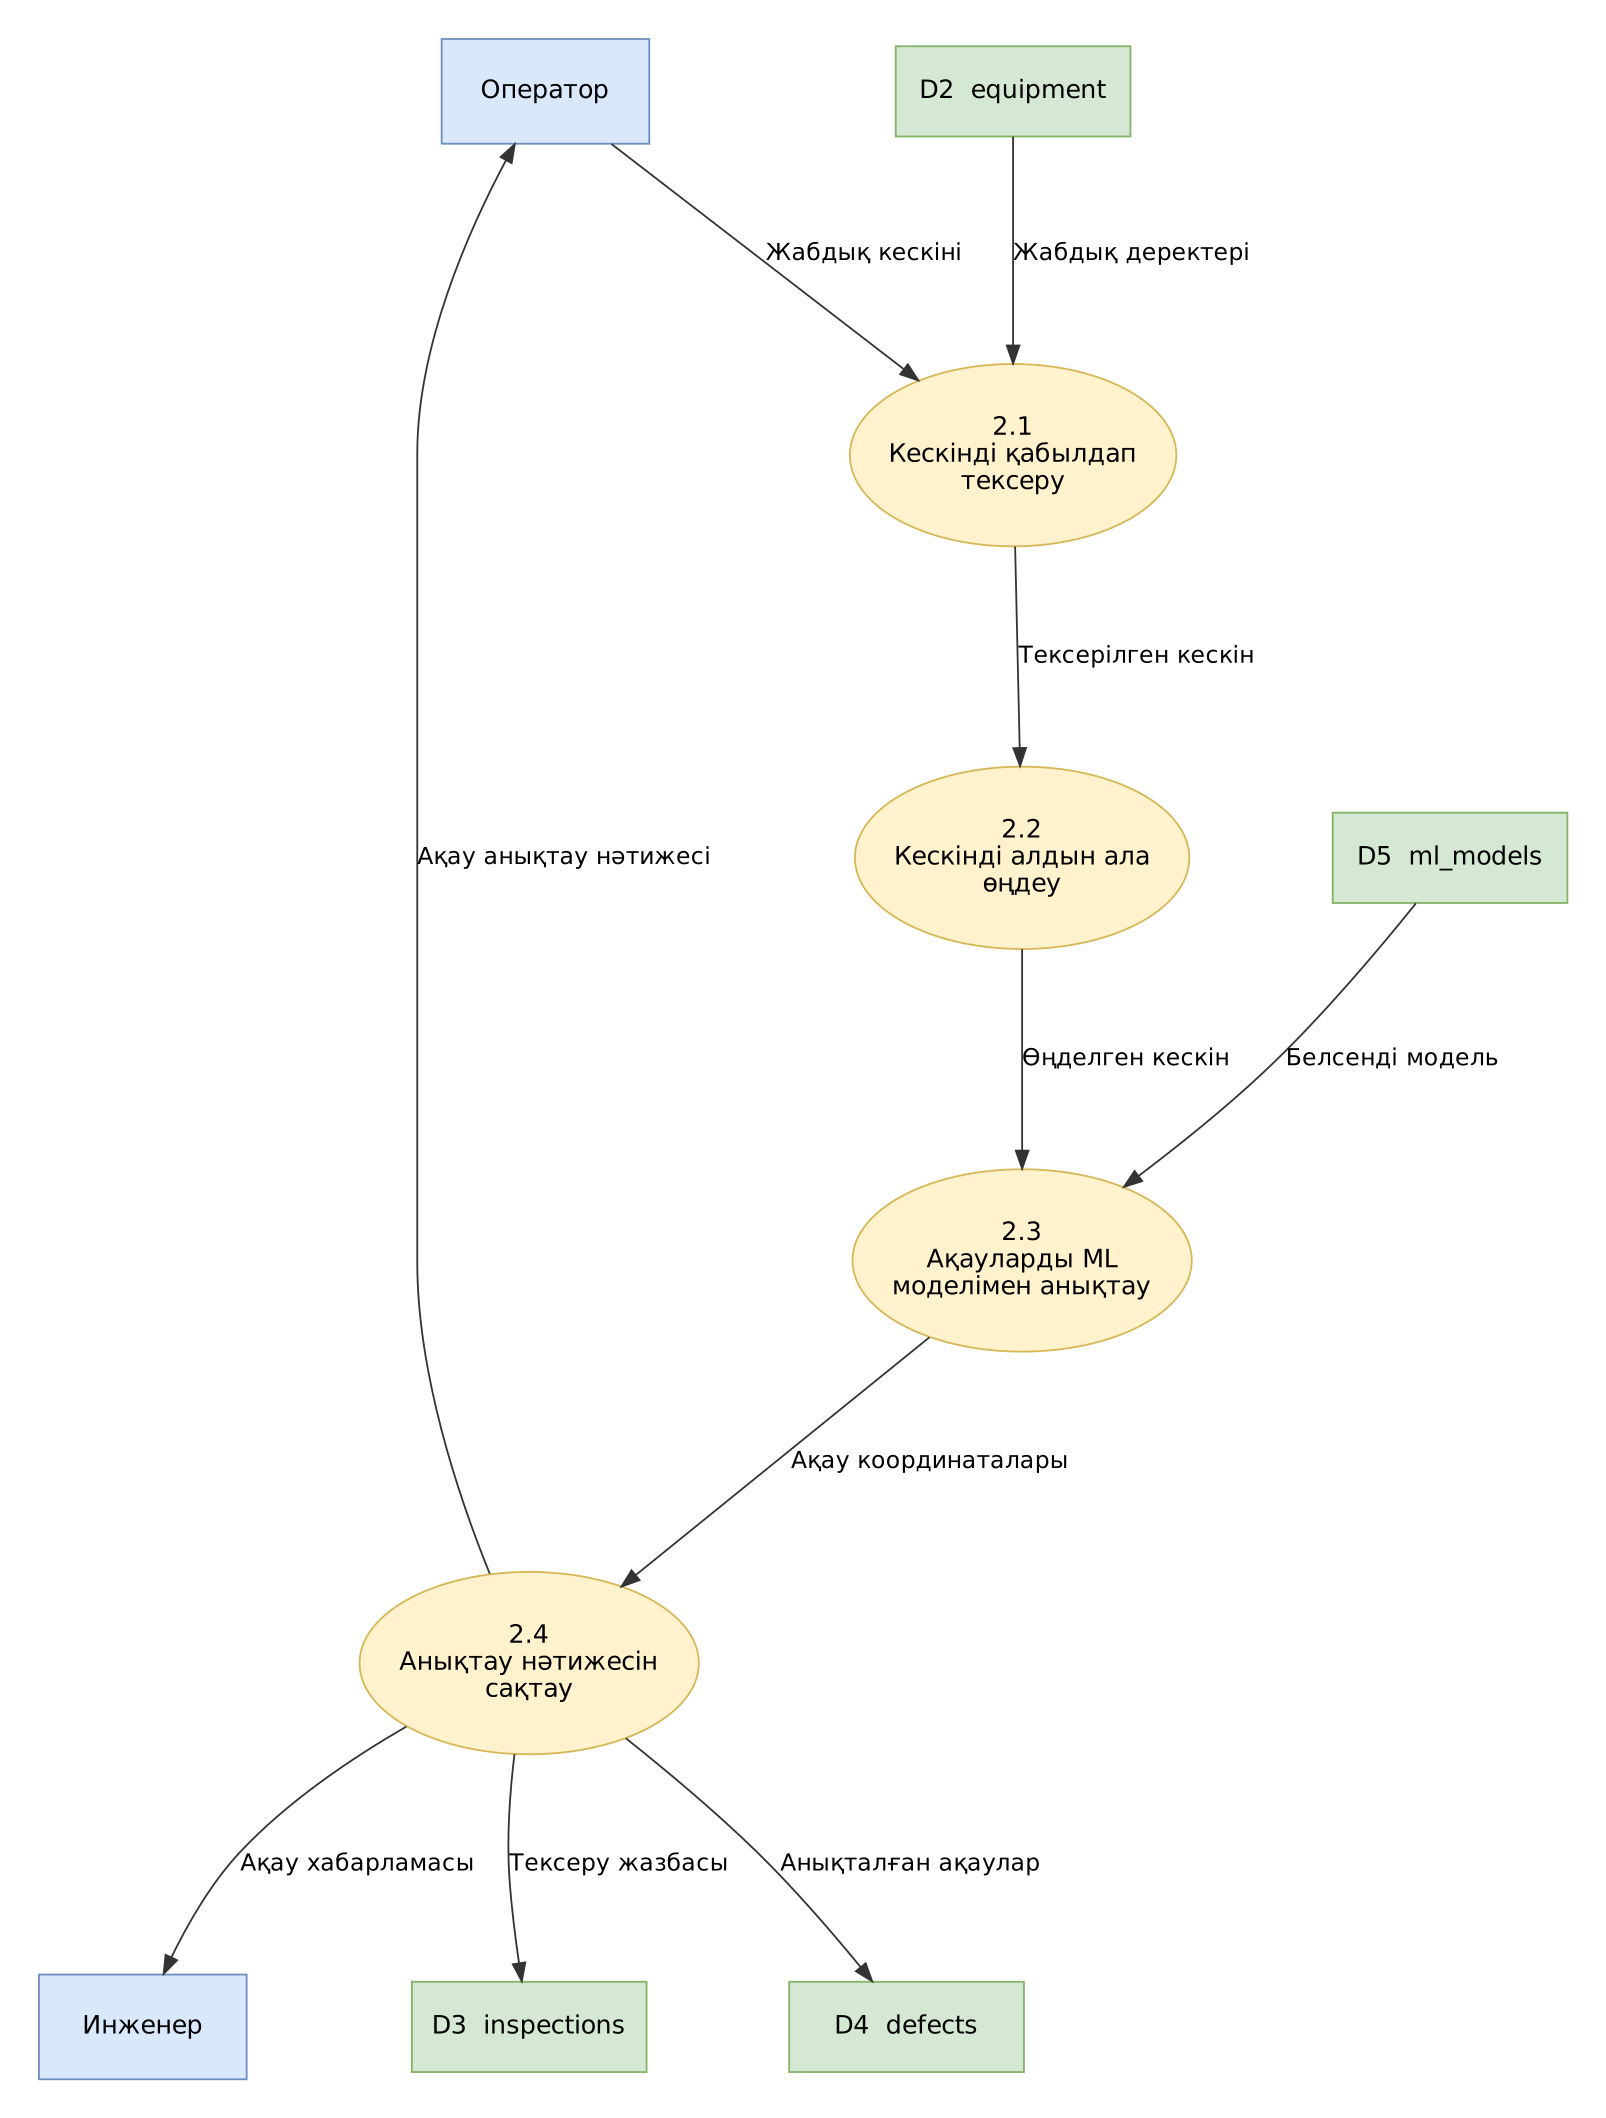 Оператор
D2 equipment
Жабдық кескіні
Жабдық деректері
2.1
Кескінді қабылдап
тексеру
Тексерілген кескін
2.2
Кескінді алдын ала
өңдеу
D5 ml_models
Ақау анықтау нәтижесі
Өңделген кескін
Белсенді модель
2.3
Ақауларды ML
моделімен анықтау
Ақау координаталары
2.4
Анықтау нәтижесін
сақтау
Ақау хабарламасы
Тексеру жазбасы
Анықталған ақаулар
Инженер
D3 inspections
D4 defects